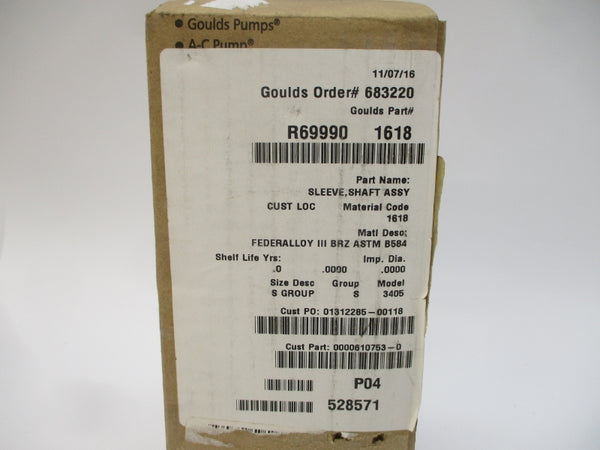 • Goulds Pumps®
• A-C Pump®
11/07/16
Goulds Order# 683220
Goulds Part#
R69990 1618
Part Name:
SLEEVE,SHAFT ASSY
CUST LOC Material Code
1618
Matl Desc:
FEDERALLOY III BRZ ASTM B584
Shelf Life Yrs: Imp. Dia.
.0 .0000 .0000
Size Desc Group Model
S GROUP S 3405
Cust PO: 01312285-00118
Cust Part: 0000610753-0
P04
528571